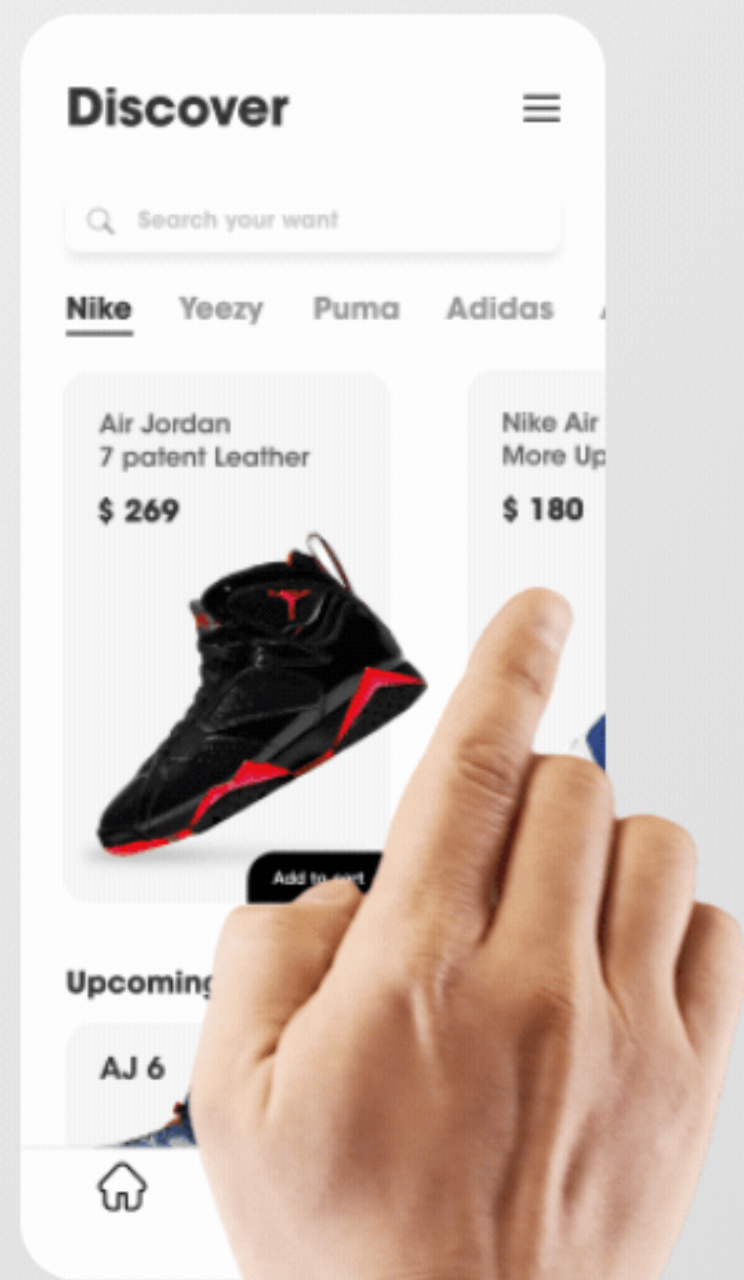 Discover
Search your want
Nike Yeezy Puma Adidas
Air Jordan
7 patent Leather
$ 269
Nike Air
More Up
$ 180
Add to cart
Upcoming
AJ 6